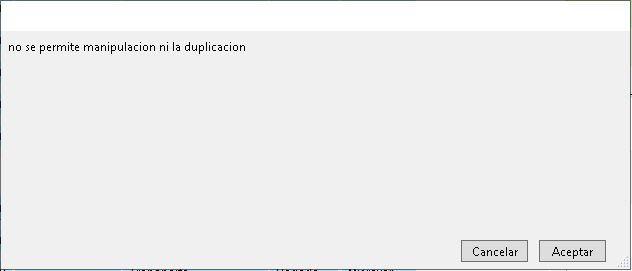 no se permite manipulacion ni la duplicacion
Cancelar
Aceptar